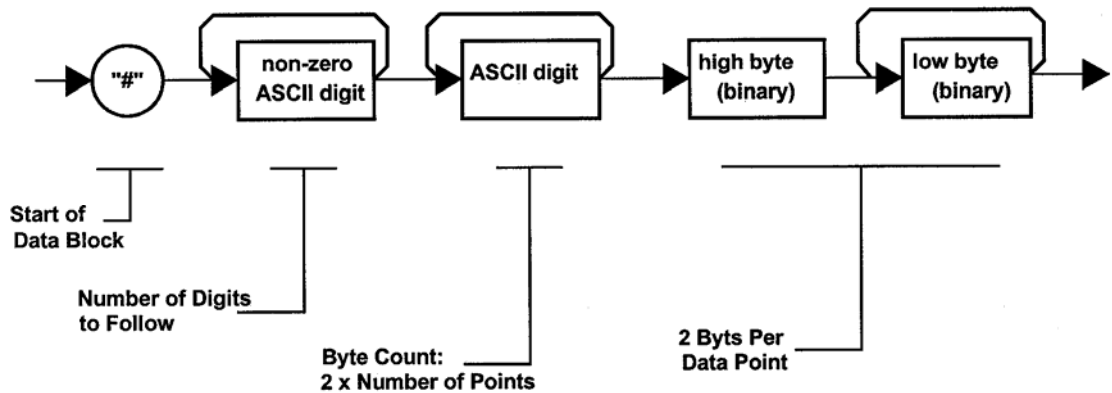 "#"
non-zero
ASCII digit
ASCII digit
high byte
(binary)
low byte
(binary)
Start of
Data Block
Number of Digits
to Follow
Byte Count:
2 x Number of Points
2 Byts Per
Data Point